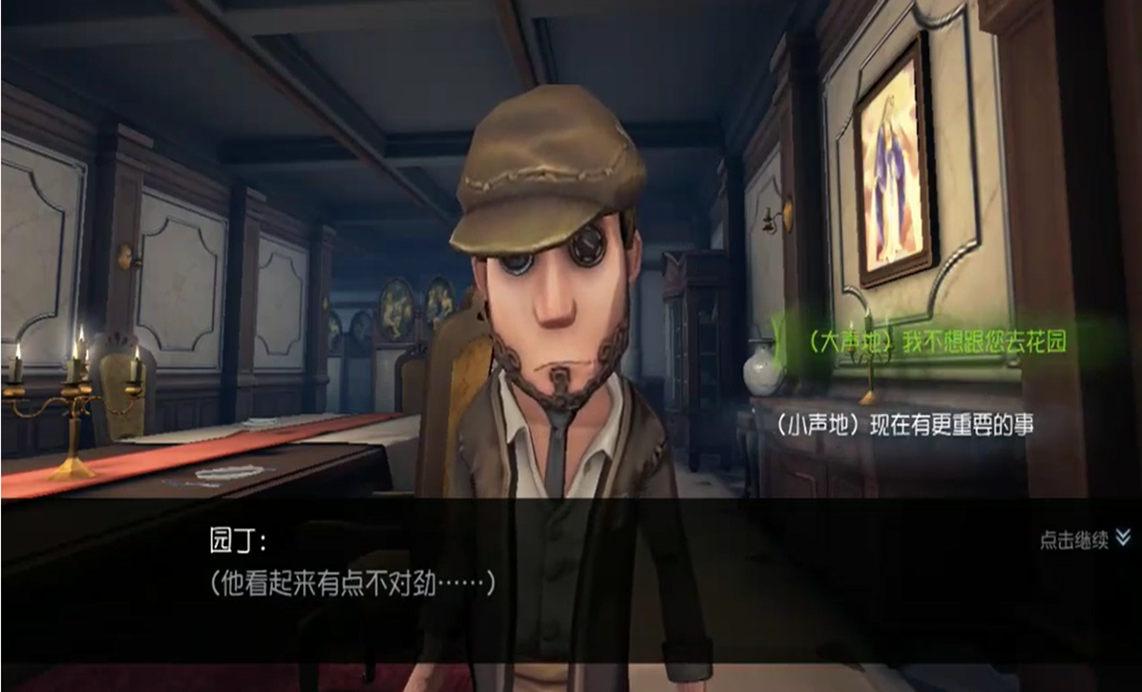 （大声地）我不想跟您去花园
（小声地）现在有更重要的事
园丁：
点击继续
（他看起来有点不对劲……）